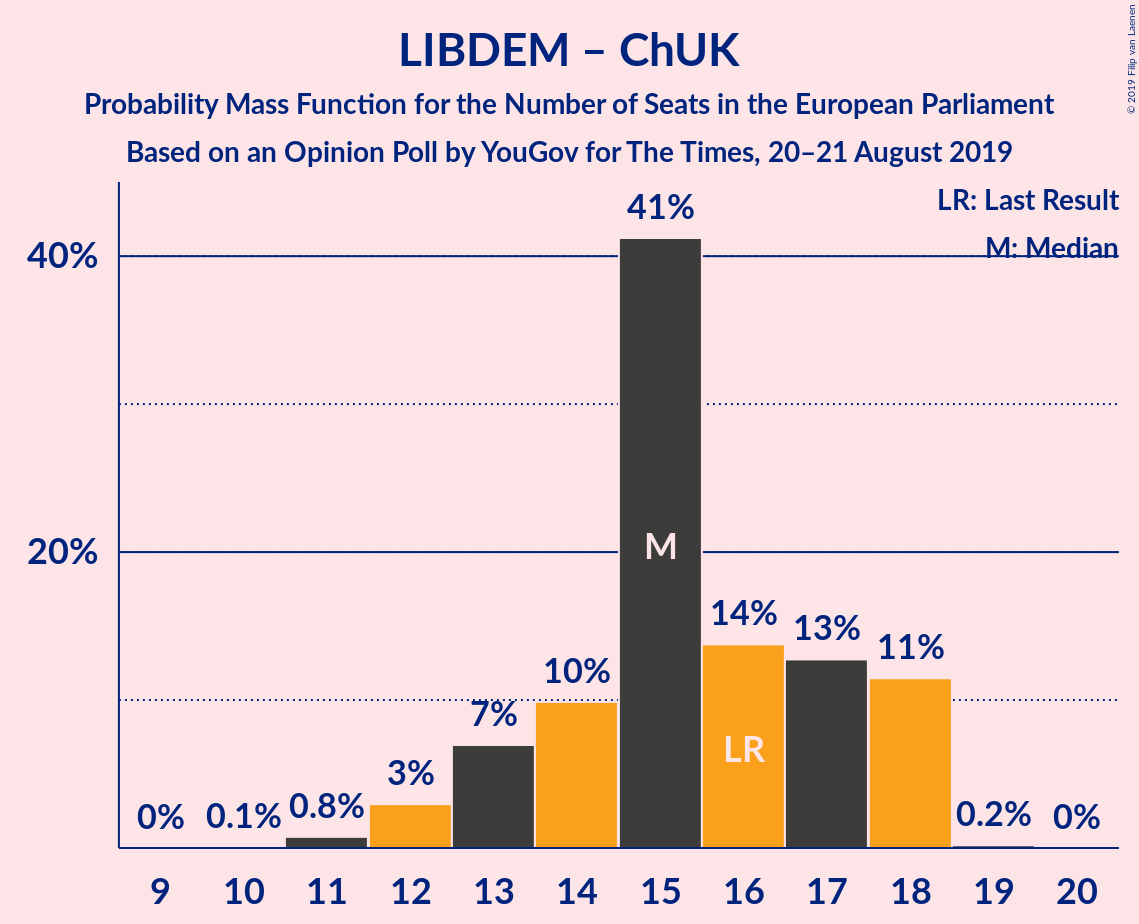 LIBDEM – ChUK
Probability Mass Function for the Number of Seats in the European Parliament
Based on an Opinion Poll by YouGov for The Times, 20–21 August 2019
© 2019 Filip van Laenen
LR: Last Result
M: Median
40%
20%
0%
0.1%
0.8%
3%
7%
10%
41%
14%
13%
11%
0.2%
0%
M
LR
9 10 11 12 13 14 15 16 17 18 19 20